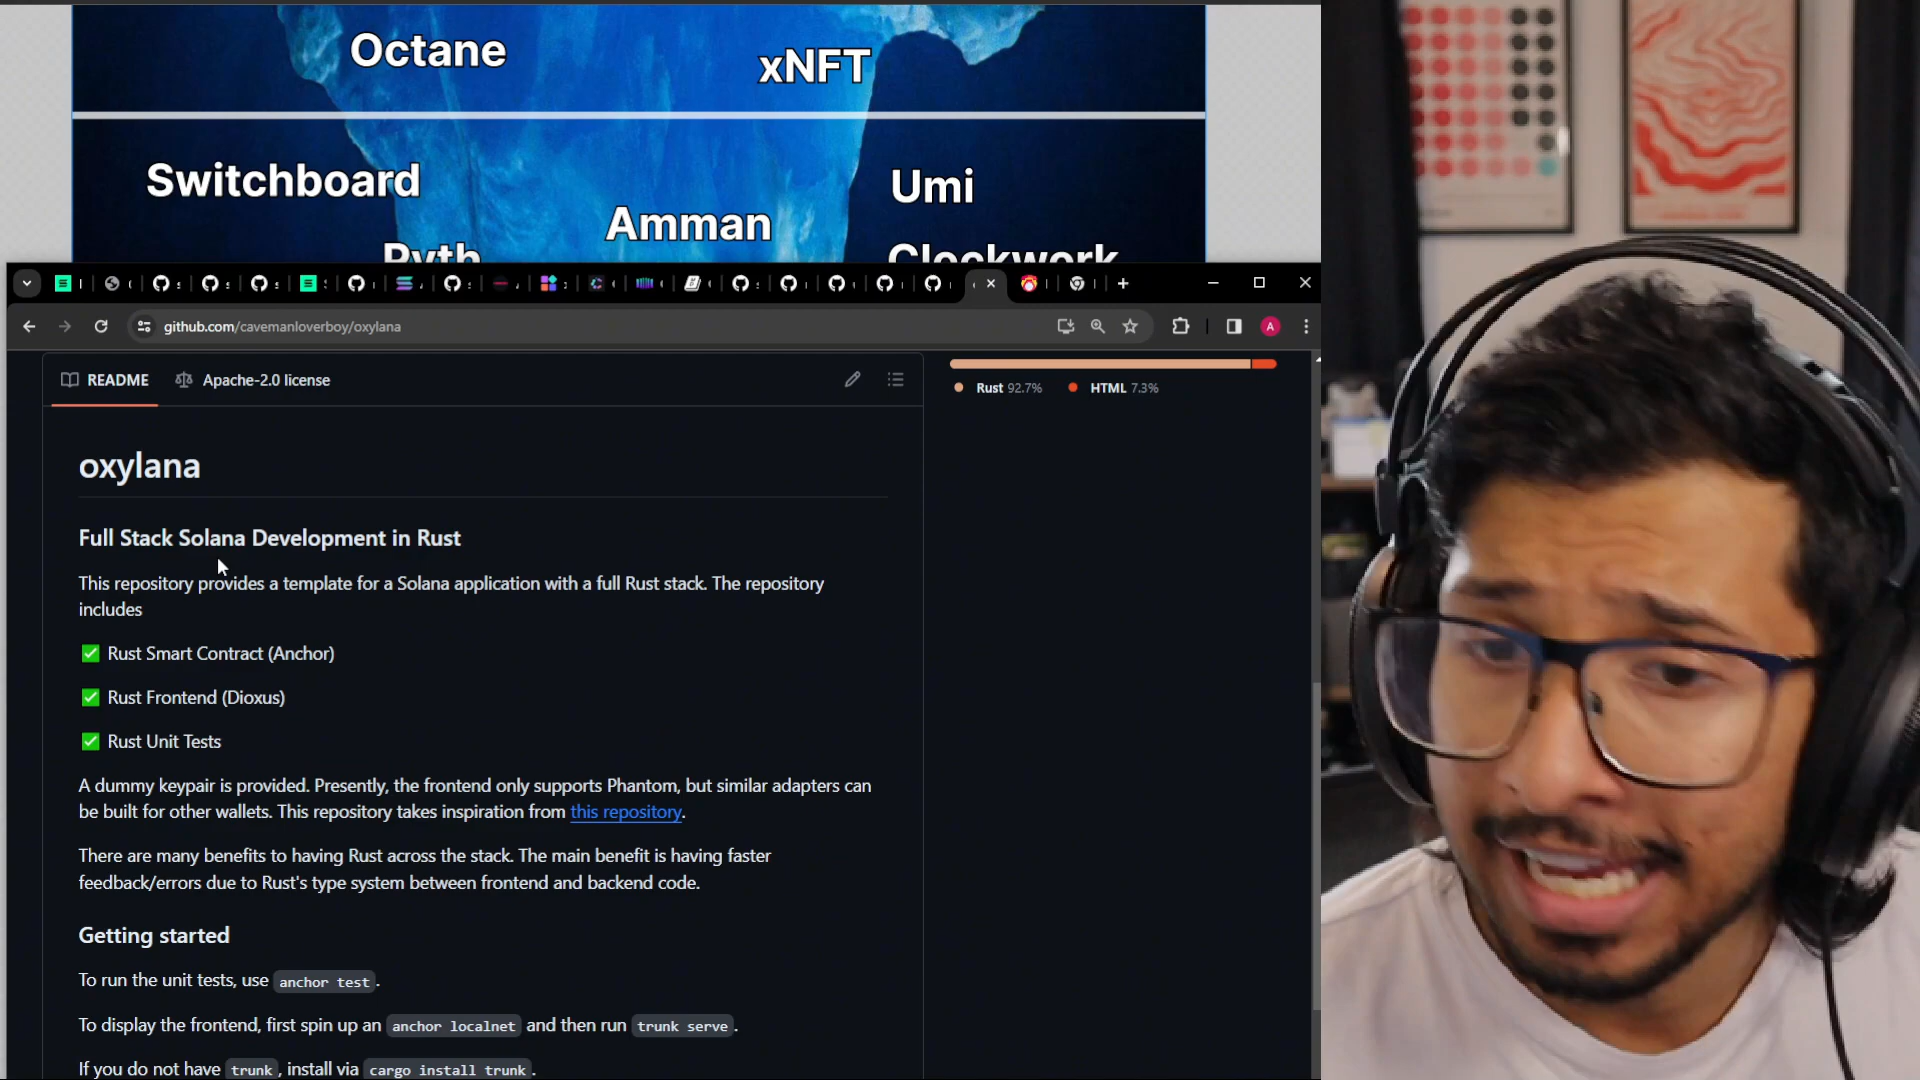 Octane
xNFT
Switchboard
Umi
Amman
Pyth
Clockwork
github.com/cavemanloverboy/oxylana
A
README
Apache-2.0 license
Rust 92.7%
HTML 7.3%
oxylana
Full Stack Solana Development in Rust
This repository provides a template for a Solana application with a full Rust stack. The repository
includes
✅ Rust Smart Contract (Anchor)
✅ Rust Frontend (Dioxus)
✅ Rust Unit Tests
A dummy keypair is provided. Presently, the frontend only supports Phantom, but similar adapters can
be built for other wallets. This repository takes inspiration from this repository.
There are many benefits to having Rust across the stack. The main benefit is having faster
feedback/errors due to Rust's type system between frontend and backend code.
Getting started
To run the unit tests, use anchor test.
To display the frontend, first spin up an anchor localnet and then run trunk serve.
If you do not have trunk, install via cargo install trunk.